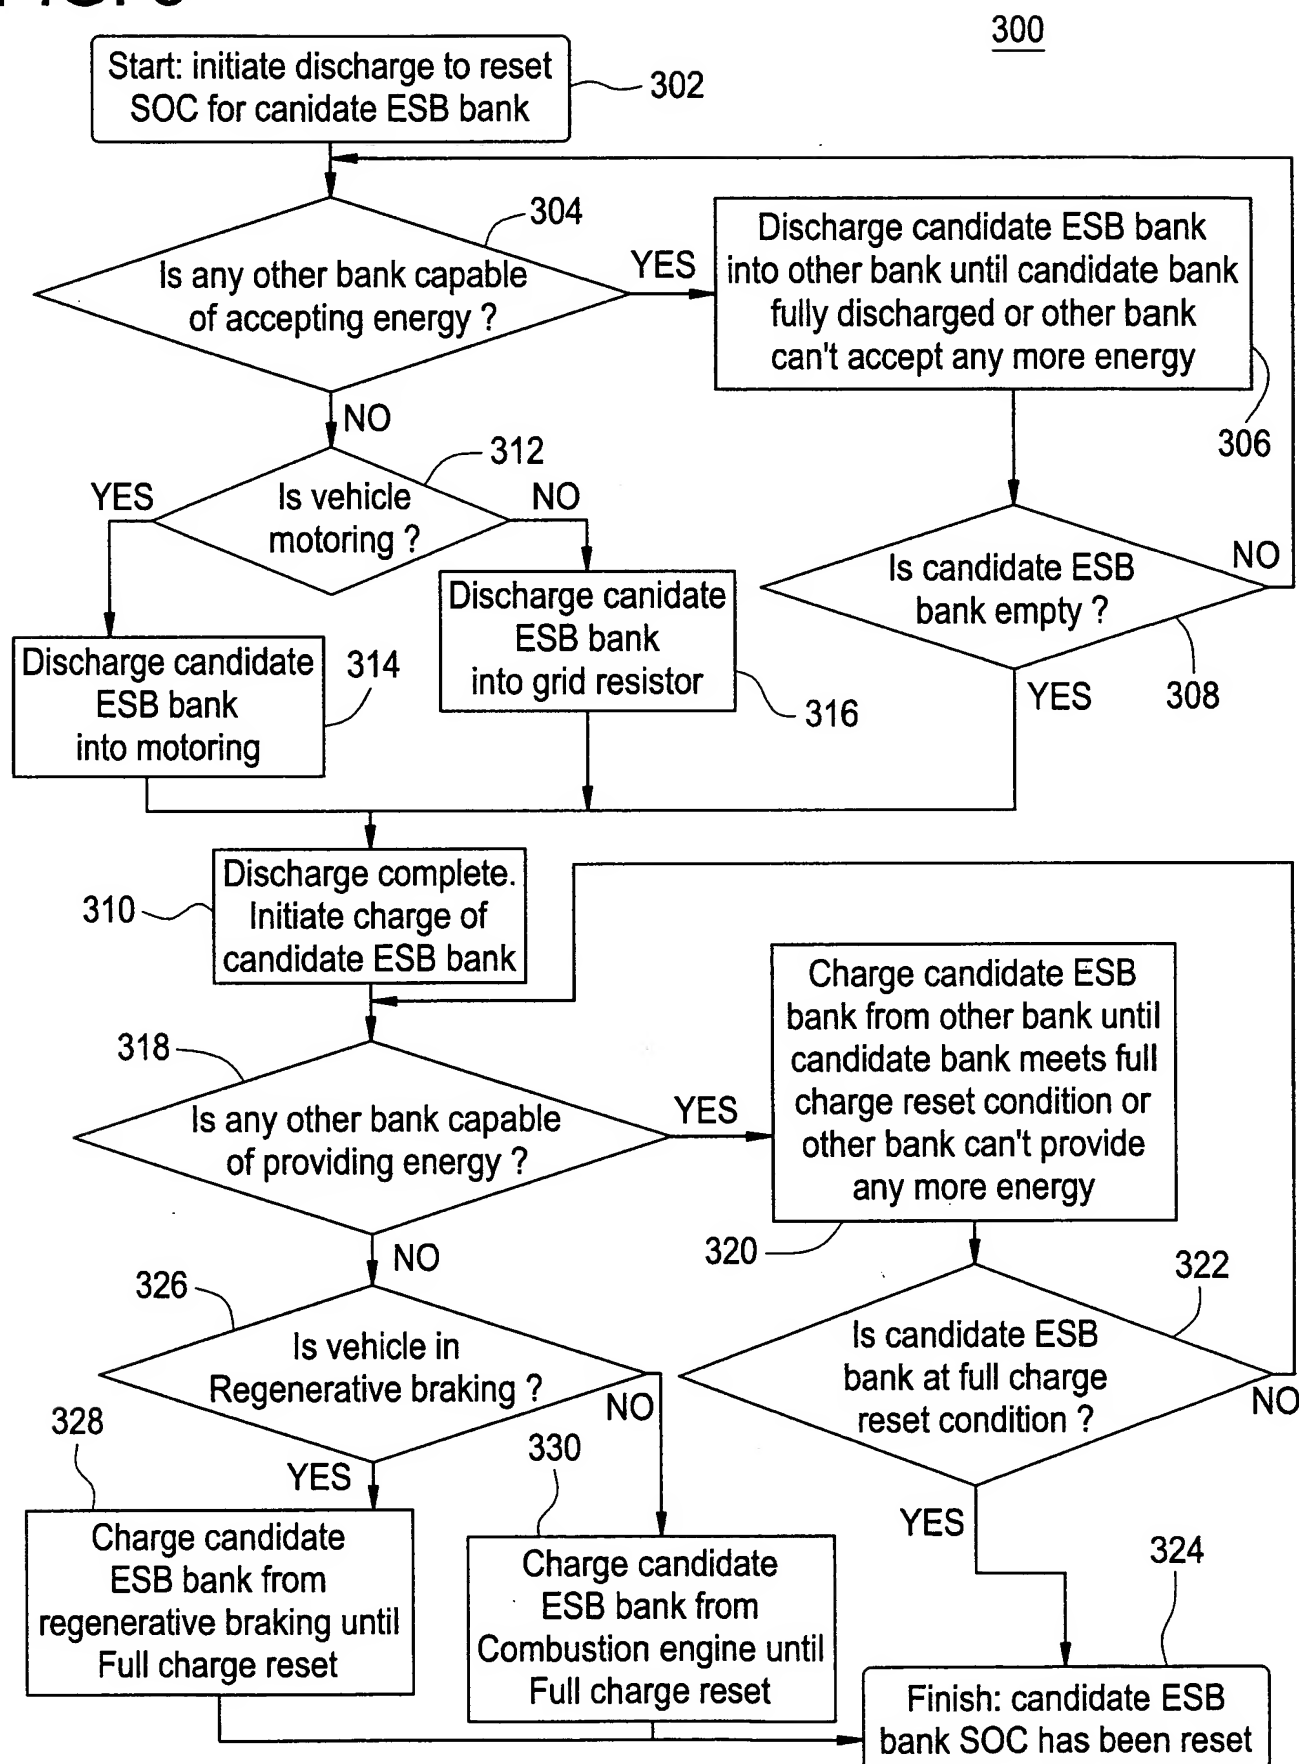 300
Start: initiate discharge to reset
SOC for canidate ESB bank
302
304
Is any other bank capable
of accepting energy ?
YES
Discharge candidate ESB bank
into other bank until candidate bank
fully discharged or other bank
can't accept any more energy
306
NO
312
YES
Is vehicle
motoring ?
NO
Is candidate ESB
bank empty ?
NO
308
YES
Discharge candidate
ESB bank
into motoring
314
Discharge canidate
ESB bank
into grid resistor
316
310
Discharge complete.
Initiate charge of
candidate ESB bank
318
Is any other bank capable
of providing energy ?
YES
Charge candidate ESB
bank from other bank until
candidate bank meets full
charge reset condition or
other bank can't provide
any more energy
320
NO
326
Is vehicle in
Regenerative braking ?
NO
322
Is candidate ESB
bank at full charge
reset condition ?
NO
328
YES
330
YES
324
Charge candidate
ESB bank from
regenerative braking until
Full charge reset
Charge candidate
ESB bank from
Combustion engine until
Full charge reset
Finish: candidate ESB
bank SOC has been reset